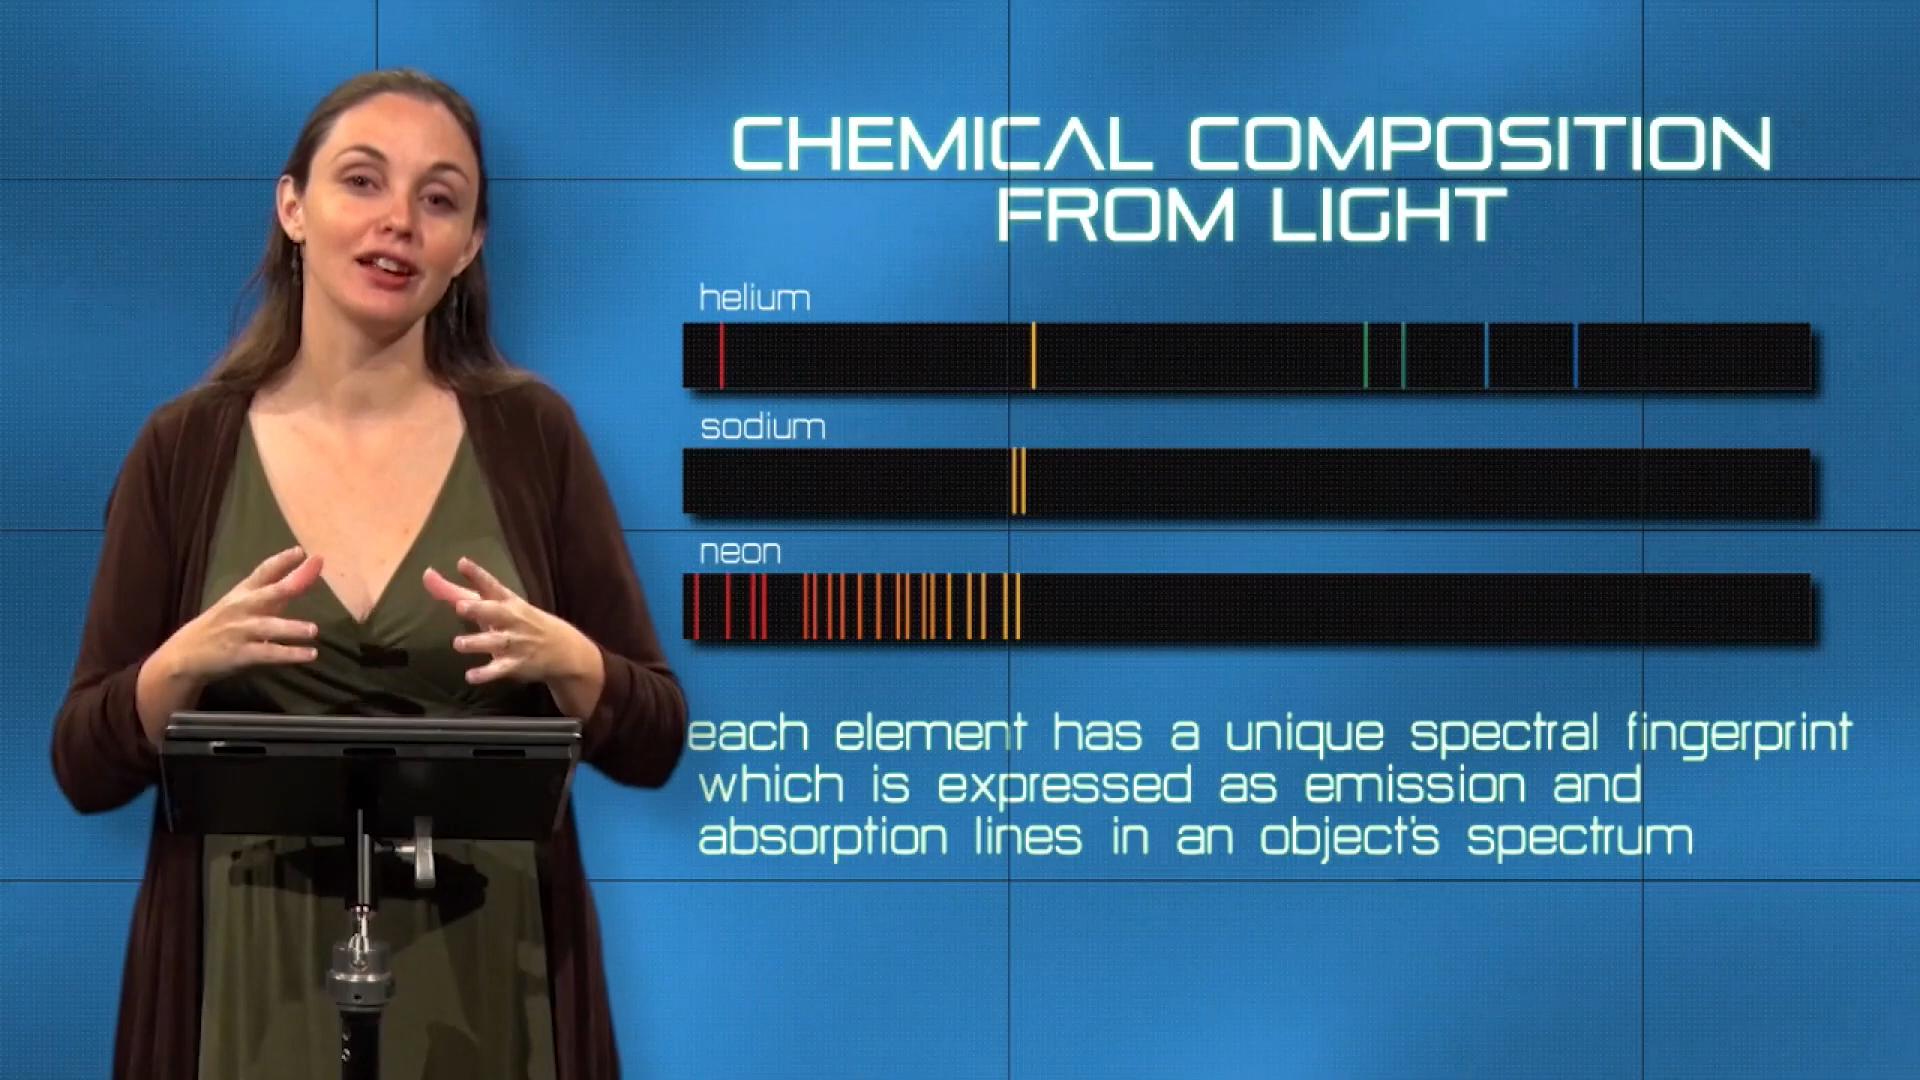 CHEMICAL COMPOSITION
FROM LIGHT
helium
sodium
neon
each element has a unique spectral fingerprint
which is expressed as emission and
absorption lines in an object's spectrum